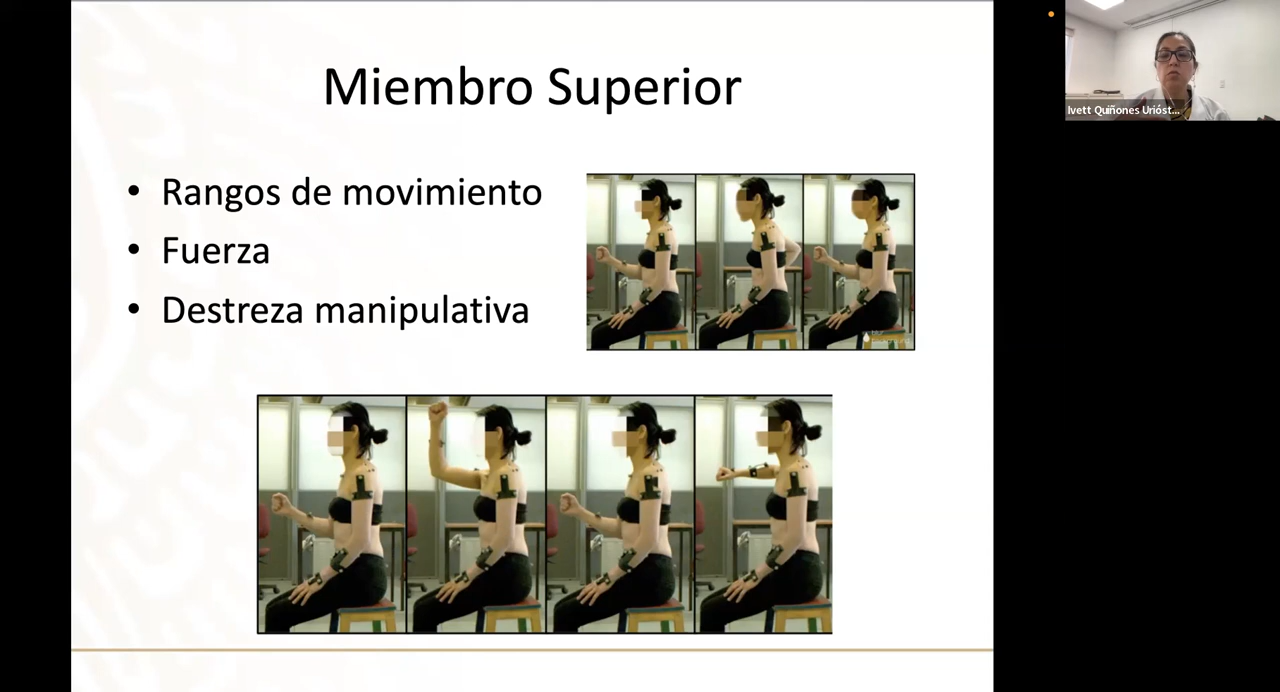 Miembro Superior
Ivett Quiñones Urióst...
• Rangos de movimiento
• Fuerza
• Destreza manipulativa